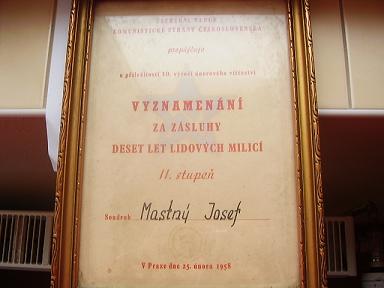 ÚSTŘEDNÍ VÝBOR
KOMUNISTICKÉ STRANY ČESKOSLOVENSKA
propůjčuje
u příležitosti 10. výročí únorového vítězství
VYZNAMENÁNÍ
ZA ZÁSLUHY
DESET LET LIDOVÝCH MILICÍ
II. stupeň
Soudruh Mastný Josef
V Praze dne 25. února 1958